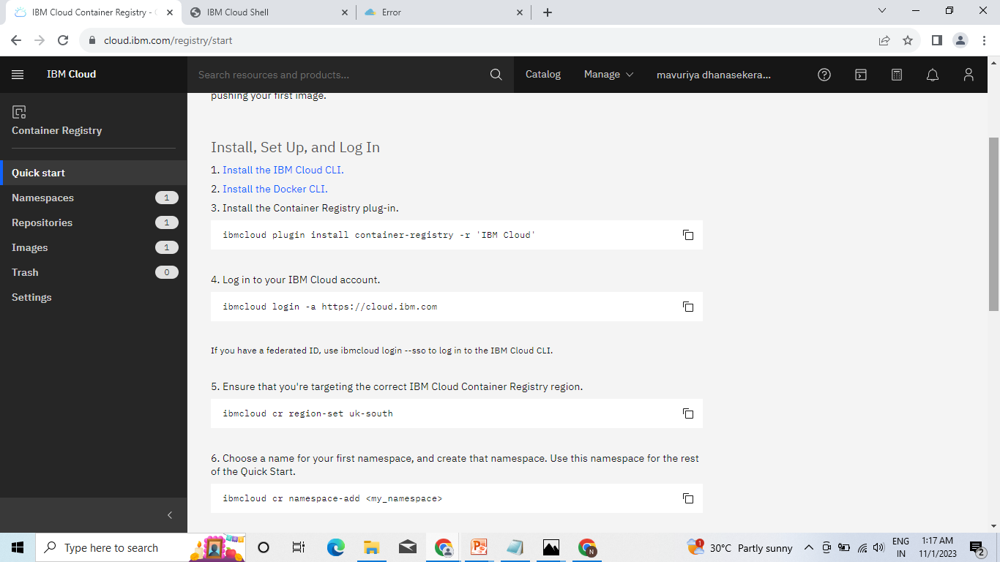 IBM Cloud Container Registry -
IBM Cloud Shell
Error
cloud.ibm.com/registry/start
IBM Cloud
Search resources and products...
Catalog
Manage
mavuriya dhanasekera...
Container Registry
Quick start
Namespaces 1
Repositories 1
Images 1
Trash 0
Settings
pushing your first image.
Install, Set Up, and Log In
1. Install the IBM Cloud CLI.
2. Install the Docker CLI.
3. Install the Container Registry plug-in.
ibmcloud plugin install container-registry -r 'IBM Cloud'
4. Log in to your IBM Cloud account.
ibmcloud login -a https://cloud.ibm.com
If you have a federated ID, use ibmcloud login --sso to log in to the IBM Cloud CLI.
5. Ensure that you're targeting the correct IBM Cloud Container Registry region.
ibmcloud cr region-set uk-south
6. Choose a name for your first namespace, and create that namespace. Use this namespace for the rest
of the Quick Start.
ibmcloud cr namespace-add <my_namespace>
Type here to search
N
1
30°C Partly sunny
ENG
IN
1:17 AM
11/1/2023
2